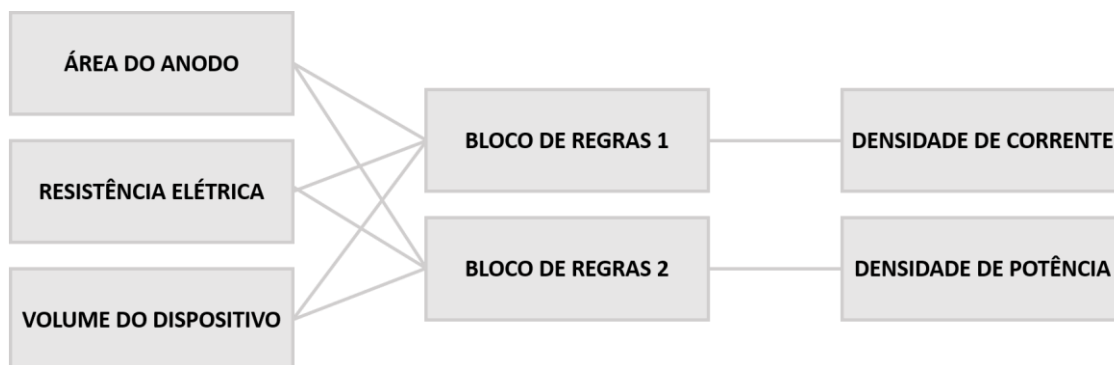 ÁREA DO ANODO
RESISTÊNCIA ELÉTRICA
VOLUME DO DISPOSITIVO
BLOCO DE REGRAS 1
BLOCO DE REGRAS 2
DENSIDADE DE CORRENTE
DENSIDADE DE POTÊNCIA